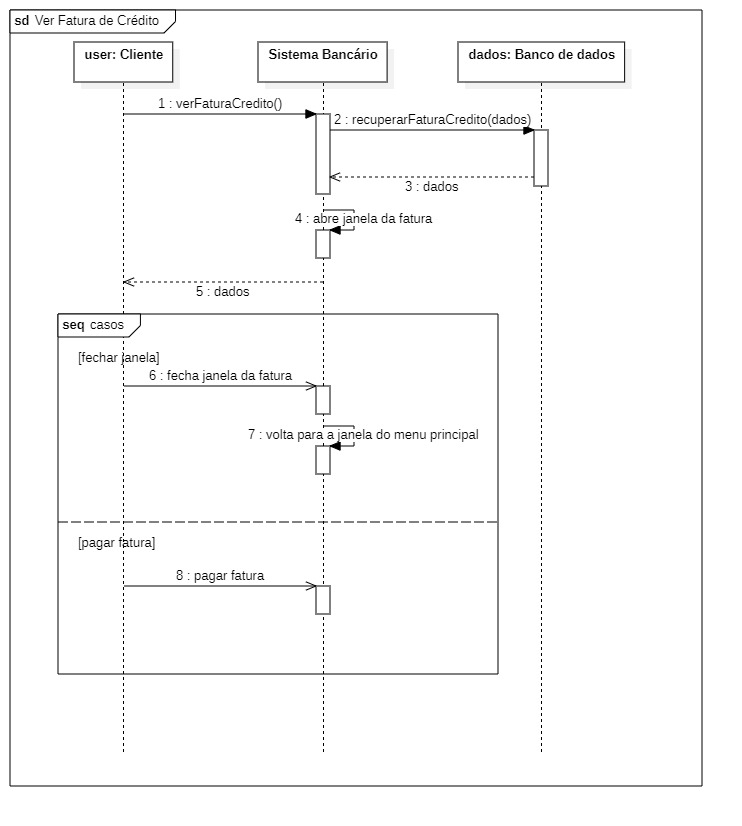 sd Ver Fatura de Crédito
user: Cliente
Sistema Bancário
dados: Banco de dados
1 : verFaturaCredito()
2 : recuperarFaturaCredito(dados)
3 : dados
4 : abre janela da fatura
5 : dados
seq casos
[fechar janela]
6 : fecha janela da fatura
7 : volta para a janela do menu principal
[pagar fatura]
8 : pagar fatura